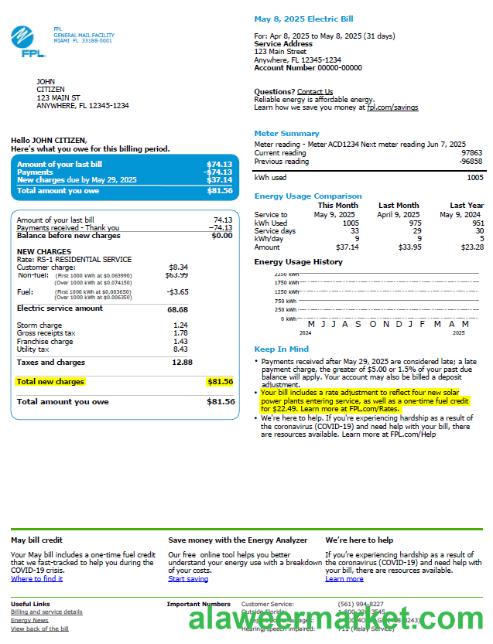 FPL
GENERAL MAIL FACILITY
MIAMI FL 33188-0001
FPL
JOHN
CITIZEN
123 MAIN ST
ANYWHERE, FL 12345-1234
May 8, 2025 Electric Bill
For: Apr 8, 2025 to May 8, 2025 (31 days)
Service Address
123 Main Street
Anywhere, FL 12345-1234
Account Number 00000-00000
Questions? Contact Us
Reliable energy is affordable energy.
Learn how we save you money at fpl.com/savings
Hello JOHN CITIZEN,
Here's what you owe for this billing period.
Amount of your last bill $74.13
Payments -$74.13
New charges due by May 29, 2025 $37.14
Total amount you owe $81.56
Amount of your last bill 74.13
Payments received - Thank you -74.13
Balance before new charges $0.00
NEW CHARGES
Rate: RS-1 RESIDENTIAL SERVICE
Customer charge: $8.34
Non-fuel: (First 1000 kWh at $0.063990) $63.99
(Over 1000 kWh at $0.074150)
Fuel: (First 1000 kWh at $0.003650) -$3.65
(Over 1000 kWh at $0.006350)
Electric service amount 68.68
Storm charge 1.24
Gross receipts tax 1.78
Franchise charge 1.43
Utility tax 8.43
Taxes and charges 12.88
Total new charges $81.56
Total amount you owe $81.56
Meter Summary
Meter reading - Meter ACD1234 Next meter reading Jun 7, 2025
Current reading 97863
Previous reading -96858
kWh used 1005
Energy Usage Comparison
This Month Last Month Last Year
Service to May 9, 2025 April 9, 2025 May 9, 2024
kWh Used 1005 975 951
Service days 33 29 30
kWh/day 9 9 5
Amount $37.14 $33.95 $23.28
Energy Usage History
2250 kWh
1750 kWh
750 kWh
250 kWh
0 kWh
M J J A S O N D J F M A M
2024 2025
Keep In Mind
• Payments received after May 29, 2025 are considered late; a late
payment charge, the greater of $5.00 or 1.5% of your past due
balance will apply. Your account may also be billed a deposit
adjustment.
• Your bill includes a rate adjustment to reflect four new solar
power plants entering service, as well as a one-time fuel credit
for $22.49. Learn more at FPL.com/Rates.
• We're here to help. If you're experiencing hardship as a result of
the coronavirus (COVID-19) and need help with your bill, there
are resources available. Learn more at FPL.com/Help
May bill credit
Your May bill includes a one-time fuel credit
that we fast-tracked to help you during the
COVID-19 crisis.
Where to find it
Save money with the Energy Analyzer
Our free online tool helps you better
understand your energy use with a breakdown
of your costs.
Start saving
We're here to help
If you're experiencing hardship as a result of
the coronavirus (COVID-19) and need help with
your bill, there are resources available.
Learn more
Useful Links
Billing and service details
Energy News
View back of the bill
Important Numbers
Customer Service: (561) 994-8227
Outside Florida:
Hearing/Speech Impaired: 711 (Relay Service)
alawyermarket.com